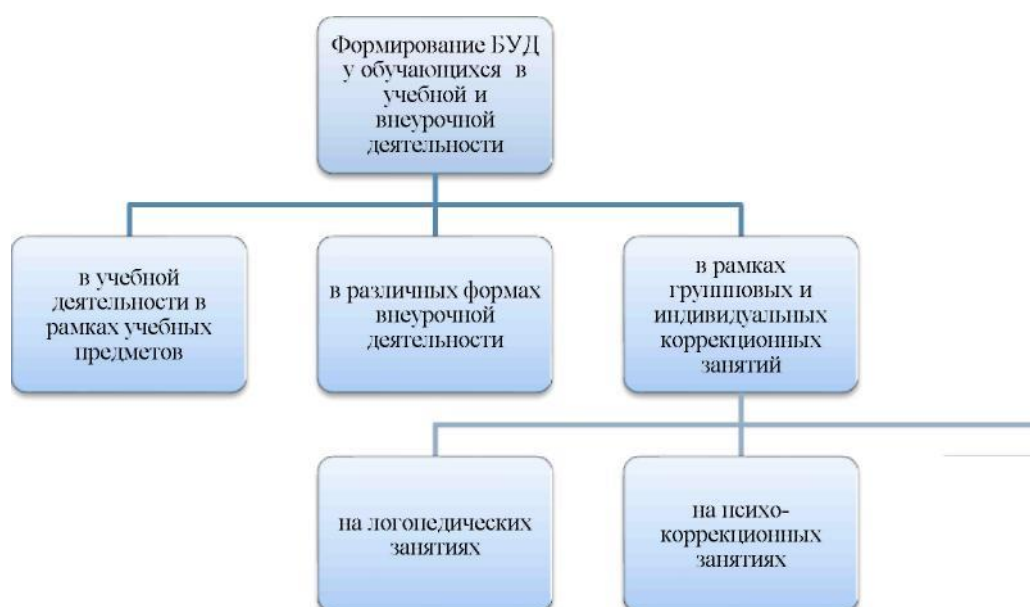 Формирование БУД
у обучающихся в
учебной и
внеурочной
деятельности
в учебной
деятельности в
рамках учебных
предметов
в различных формах
внеурочной
деятельности
в рамках
групповых и
индивидуальных
коррекционных
занятий
на логопедических
занятиях
на психо-
коррекционных
занятиях